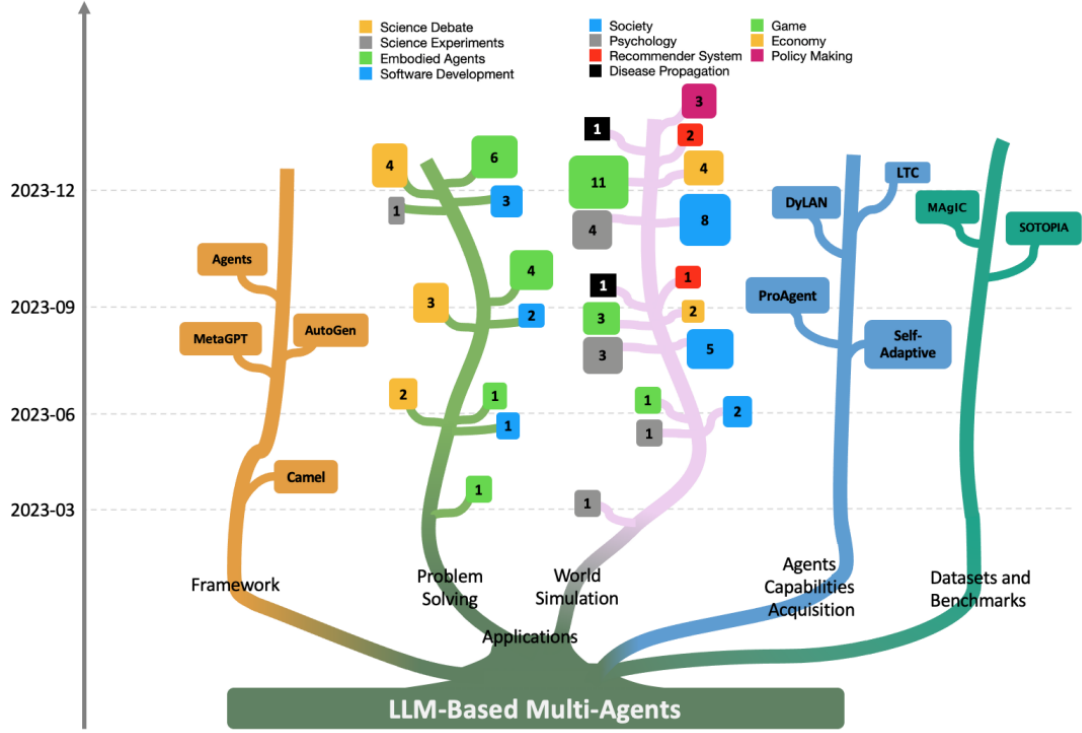 Science Debate
Science Experiments
Embodied Agents
Software Development
Society
Psychology
Recommender System
Disease Propagation
Game
Economy
Policy Making
2023-12
2023-09
2023-06
2023-03
Agents
MetaGPT
AutoGen
Camel
Framework
4
6
3
1
4
3
2
2
1
1
1
Problem
Solving
3
1
2
11
4
4
8
1
1
3
2
3
5
1
2
1
1
World
Simulation
Applications
LTC
DyLAN
ProAgent
Self-
Adaptive
Agents
Capabilities
Acquisition
MAgIC
SOTOPIA
Datasets and
Benchmarks
LLM-Based Multi-Agents